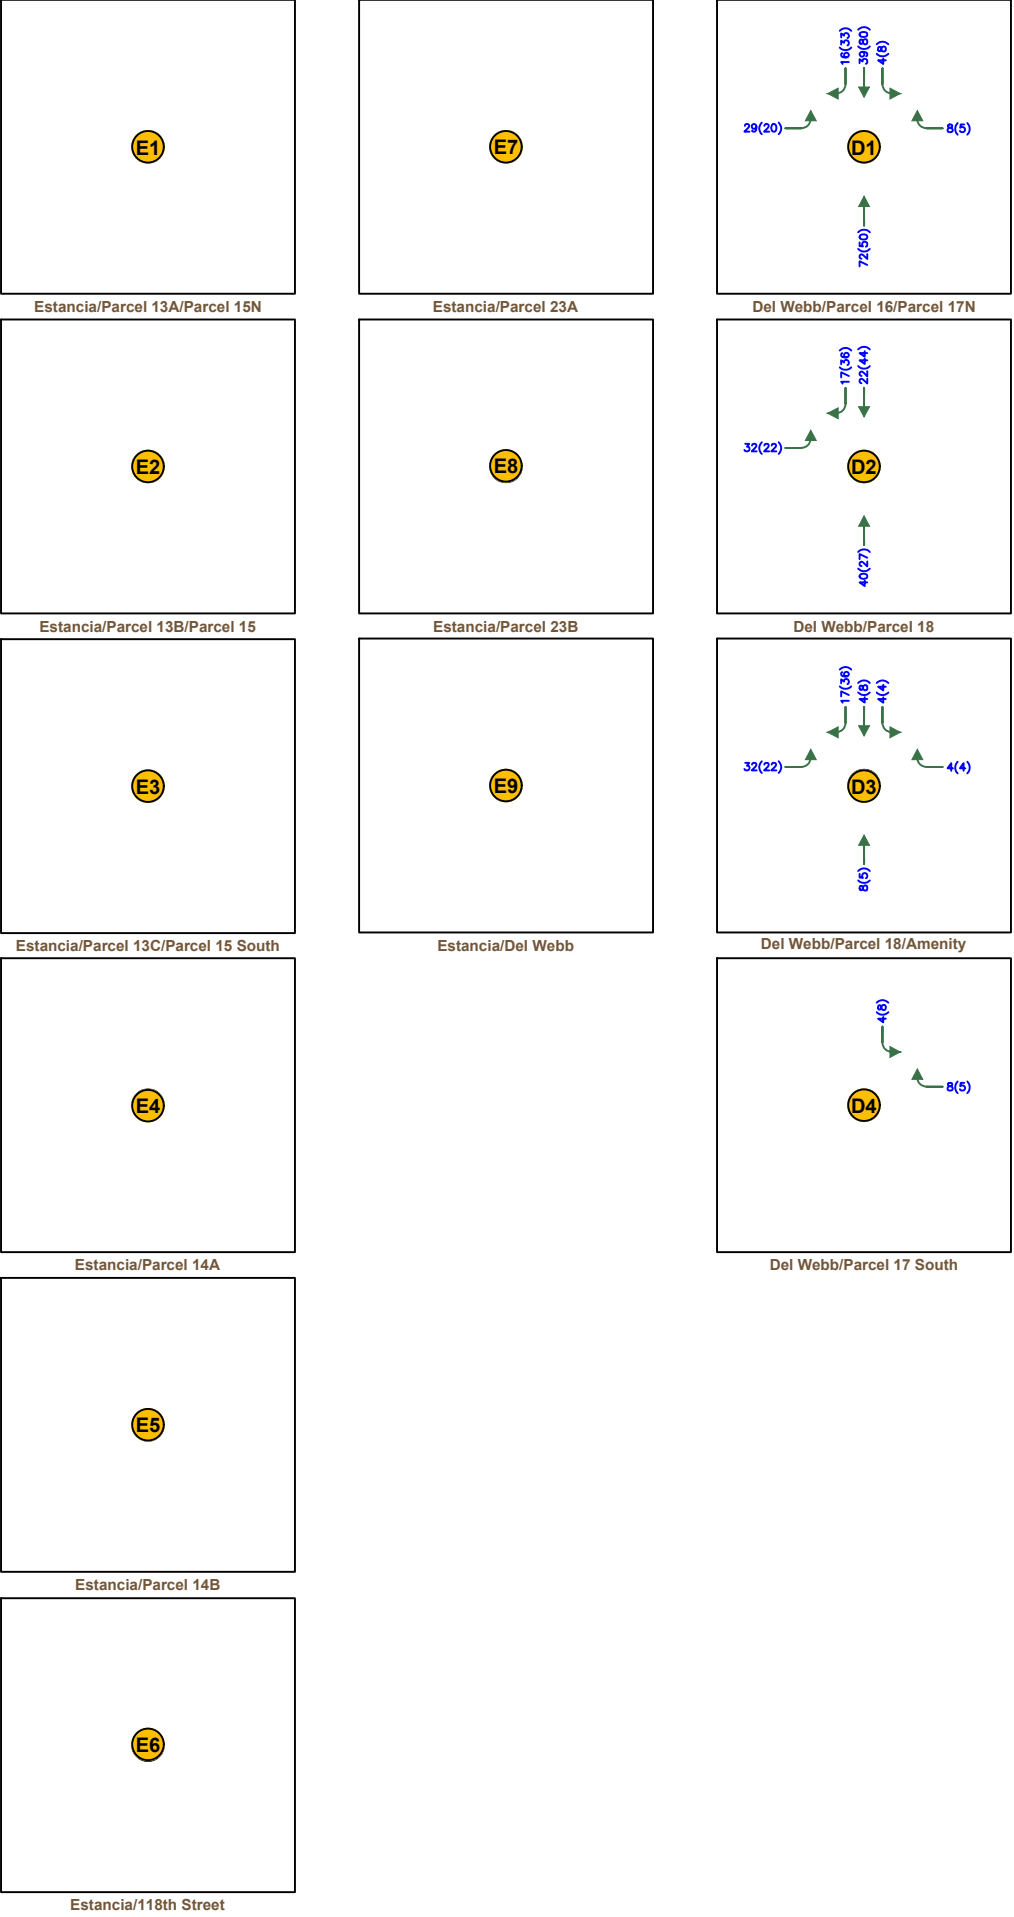 E1
Estancia/Parcel 13A/Parcel 15N
E7
Estancia/Parcel 23A
16(33)
39(80)
4(8)
29(20)
8(5)
D1
72(50)
Del Webb/Parcel 16/Parcel 17N
E2
Estancia/Parcel 13B/Parcel 15
E8
Estancia/Parcel 23B
17(36)
22(44)
32(22)
D2
40(27)
Del Webb/Parcel 18
E3
Estancia/Parcel 13C/Parcel 15 South
E9
Estancia/Del Webb
17(36)
4(8)
4(4)
32(22)
4(4)
D3
8(5)
Del Webb/Parcel 18/Amenity
E4
Estancia/Parcel 14A
4(8)
8(5)
D4
Del Webb/Parcel 17 South
E5
Estancia/Parcel 14B
E6
Estancia/118th Street